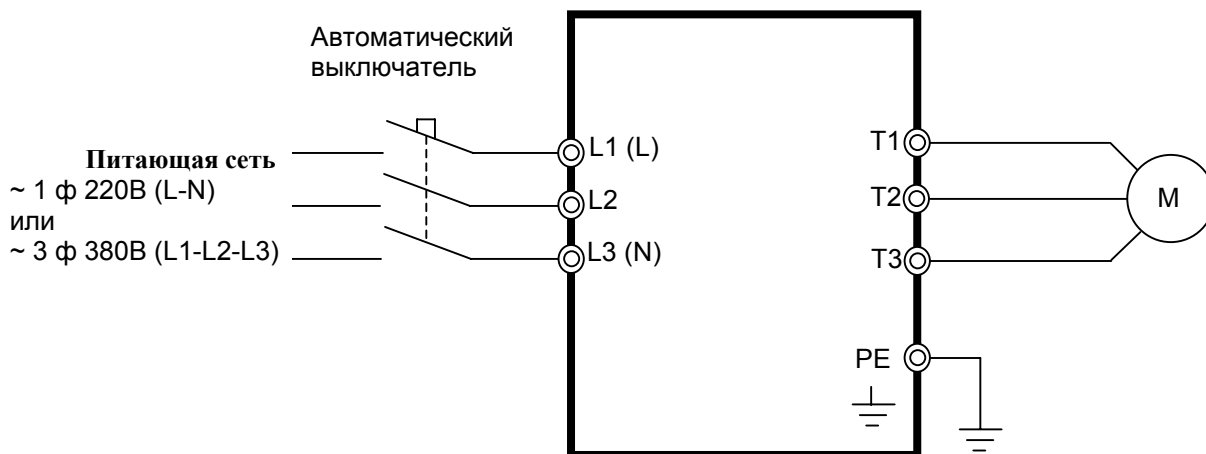 Автоматический
выключатель
L1 (L)
T1
Питающая сеть
~ 1 ф 220В (L-N)
L2
T2
M
или
~ 3 ф 380В (L1-L2-L3)
L3 (N)
T3
PE